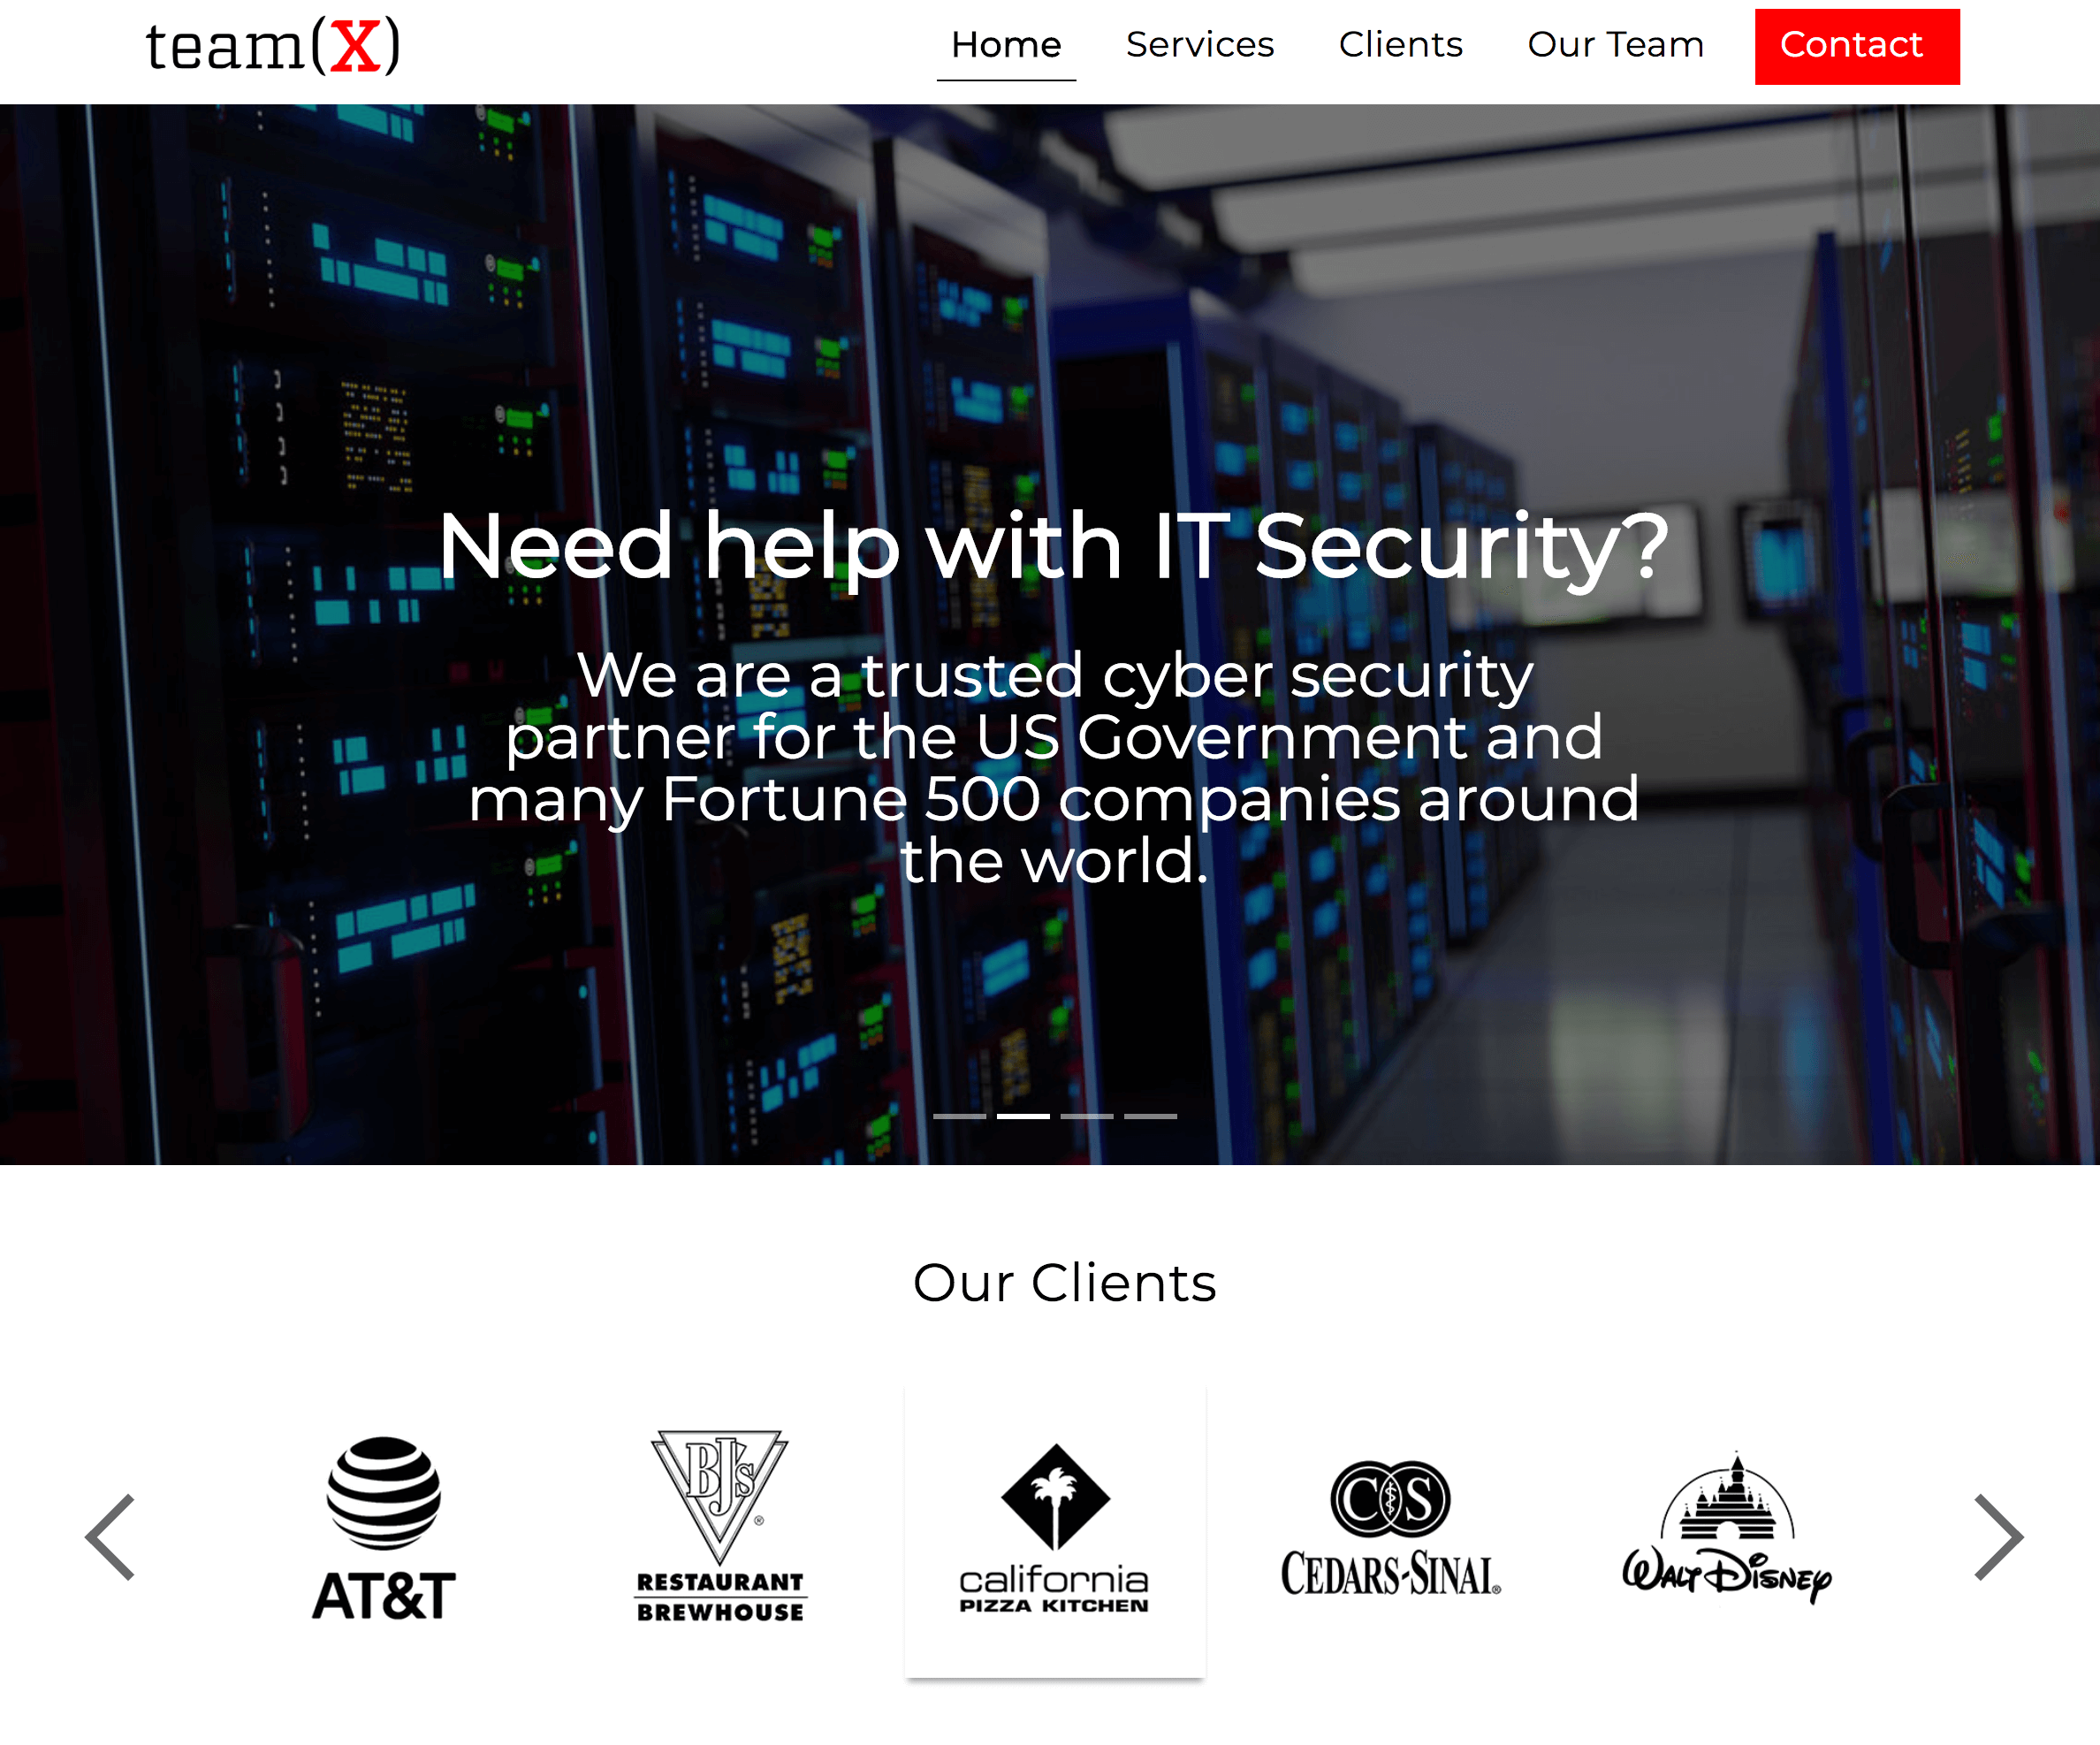 team(X)
Home Services Clients Our Team Contact
Need help with IT Security?
We are a trusted cyber security
partner for the US Government and
many Fortune 500 companies around
the world.
Our Clients
AT&T
BJ's
®
RESTAURANT
BREWHOUSE
california
PIZZA KITCHEN
CS
CEDARS-SINAI®
WALT DISNEY